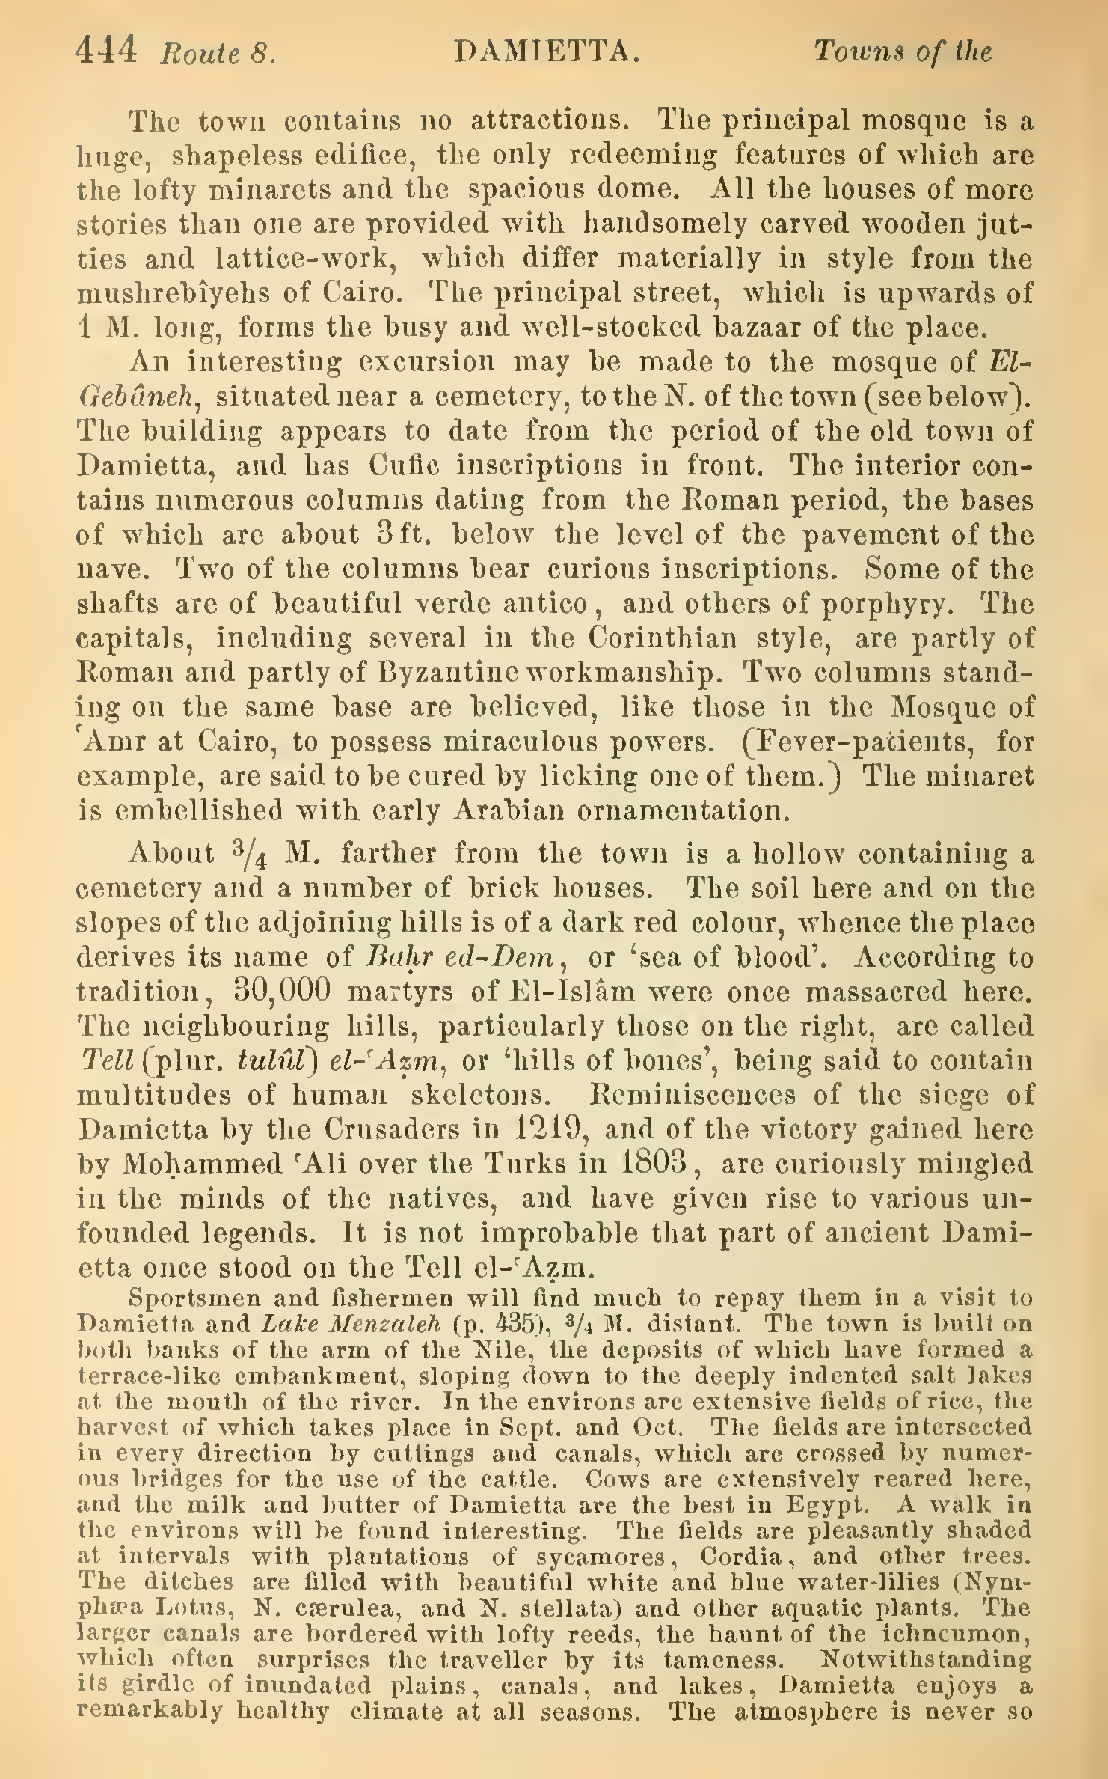 444 Route 8. DAMIETTA. Towns of the
The town contains no attractions. The principal mosque is a
huge, shapeless edifice, the only redeeming features of which are
the lofty minarets and the spacious dome. All the houses of more
stories than one are provided with handsomely carved wooden jut-
ties and lattice-work, which differ materially in style from the
mushrebîyehs of Cairo. The principal street, which is upwards of
1 M. long, forms the busy and well-stocked bazaar of the place.
An interesting excursion may be made to the mosque of El-
Gebâneh, situated near a cemetery, to the N. of the town (see below).
The building appears to date from the period of the old town of
Damietta, and has Cufic inscriptions in front. The interior con-
tains numerous columns dating from the Roman period, the bases
of which are about 3 ft. below the level of the pavement of the
nave. Two of the columns bear curious inscriptions. Some of the
shafts are of beautiful verde antico, and others of porphyry. The
capitals, including several in the Corinthian style, are partly of
Roman and partly of Byzantine workmanship. Two columns stand-
ing on the same base are believed, like those in the Mosque of
ʿAmr at Cairo, to possess miraculous powers. (Fever-patients, for
example, are said to be cured by licking one of them.) The minaret
is embellished with early Arabian ornamentation.
About ³/₄ M. farther from the town is a hollow containing a
cemetery and a number of brick houses. The soil here and on the
slopes of the adjoining hills is of a dark red colour, whence the place
derives its name of Baḥr ed-Dem, or ‘sea of blood’. According to
tradition, 30,000 martyrs of El-Islâm were once massacred here.
The neighbouring hills, particularly those on the right, are called
Tell (plur. tulûl) el-ʿAẓm, or ‘hills of bones’, being said to contain
multitudes of human skeletons. Reminiscences of the siege of
Damietta by the Crusaders in 1219, and of the victory gained here
by Moḥammed ʿAli over the Turks in 1803, are curiously mingled
in the minds of the natives, and have given rise to various un-
founded legends. It is not improbable that part of ancient Dami-
etta once stood on the Tell el-ʿAẓm.
Sportsmen and fishermen will find much to repay them in a visit to
Damietta and Lake Menzaleh (p. 435), ³/₄ M. distant. The town is built on
both banks of the arm of the Nile, the deposits of which have formed a
terrace-like embankment, sloping down to the deeply indented salt lakes
at the mouth of the river. In the environs are extensive fields of rice, the
harvest of which takes place in Sept. and Oct. The fields are intersected
in every direction by cuttings and canals, which are crossed by numer-
ous bridges for the use of the cattle. Cows are extensively reared here,
and the milk and butter of Damietta are the best in Egypt. A walk in
the environs will be found interesting. The fields are pleasantly shaded
at intervals with plantations of sycamores, Cordia, and other trees.
The ditches are filled with beautiful white and blue water-lilies (Nym-
phæa Lotus, N. cærulea, and N. stellata) and other aquatic plants. The
larger canals are bordered with lofty reeds, the haunt of the ichneumon,
which often surprises the traveller by its tameness. Notwithstanding
its girdle of inundated plains, canals, and lakes, Damietta enjoys a
remarkably healthy climate at all seasons. The atmosphere is never so